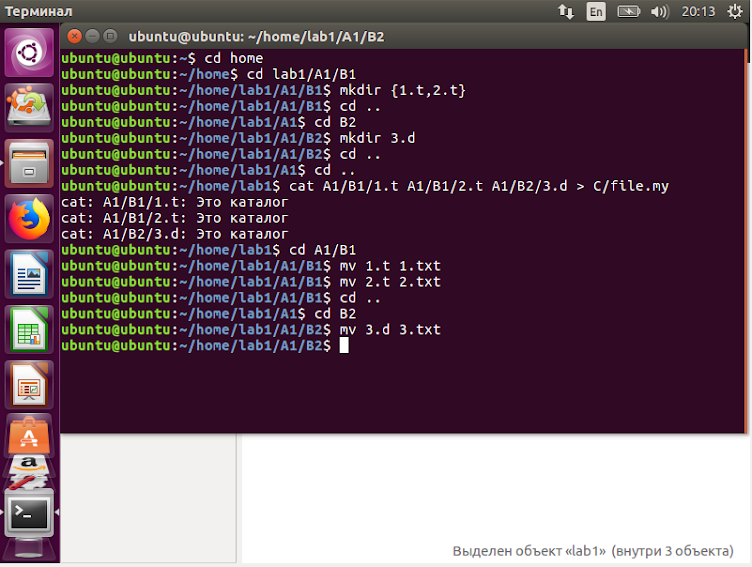 Терминал
En
20:13
ubuntu@ubuntu: ~/home/lab1/A1/B2
ubuntu@ubuntu:~$ cd home
ubuntu@ubuntu:~/home$ cd lab1/A1/B1
ubuntu@ubuntu:~/home/lab1/A1/B1$ mkdir {1.t,2.t}
ubuntu@ubuntu:~/home/lab1/A1/B1$ cd ..
ubuntu@ubuntu:~/home/lab1/A1$ cd B2
ubuntu@ubuntu:~/home/lab1/A1/B2$ mkdir 3.d
ubuntu@ubuntu:~/home/lab1/A1/B2$ cd ..
ubuntu@ubuntu:~/home/lab1/A1$ cd ..
ubuntu@ubuntu:~/home/lab1$ cat A1/B1/1.t A1/B1/2.t A1/B2/3.d > C/file.my
cat: A1/B1/1.t: Это каталог
cat: A1/B1/2.t: Это каталог
cat: A1/B2/3.d: Это каталог
ubuntu@ubuntu:~/home/lab1$ cd A1/B1
ubuntu@ubuntu:~/home/lab1/A1/B1$ mv 1.t 1.txt
ubuntu@ubuntu:~/home/lab1/A1/B1$ mv 2.t 2.txt
ubuntu@ubuntu:~/home/lab1/A1/B1$ cd ..
ubuntu@ubuntu:~/home/lab1/A1$ cd B2
ubuntu@ubuntu:~/home/lab1/A1/B2$ mv 3.d 3.txt
ubuntu@ubuntu:~/home/lab1/A1/B2$
Выделен объект «lab1» (внутри 3 объекта)